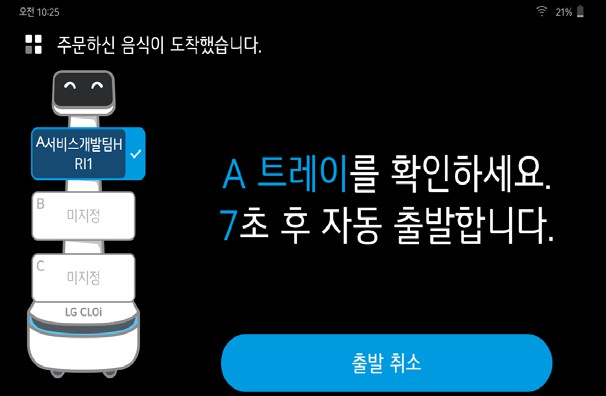 오전 10:25
21%
주문하신 음식이 도착했습니다.
A서비스개발팀H
RI1
B
미지정
C
미지정
LG CLOi
A 트레이를 확인하세요.
7초 후 자동 출발합니다.
출발 취소